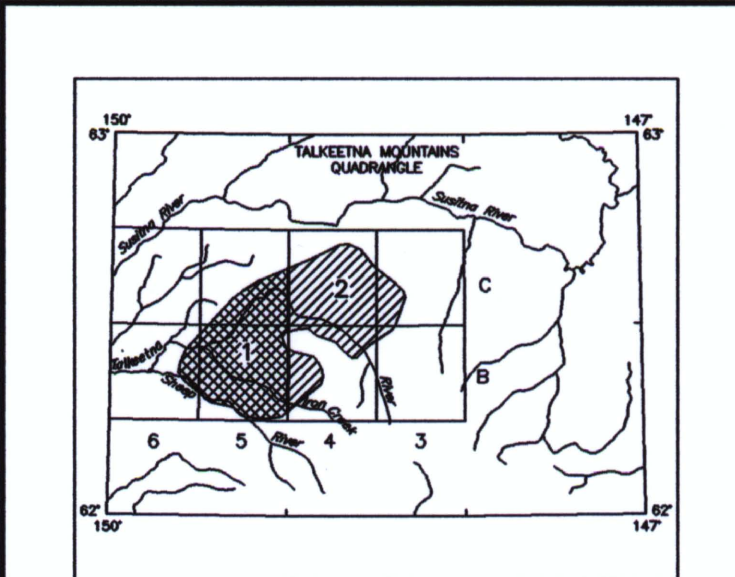 150°
147°
63°
63°
TALKEETNA MOUNTAINS
QUADRANGLE
Susitna River
Susitna River
2
C
1
Talkeetna
B
Sheep
Iron Creek
River
6
5
River
4
3
62°
62°
150°
147°